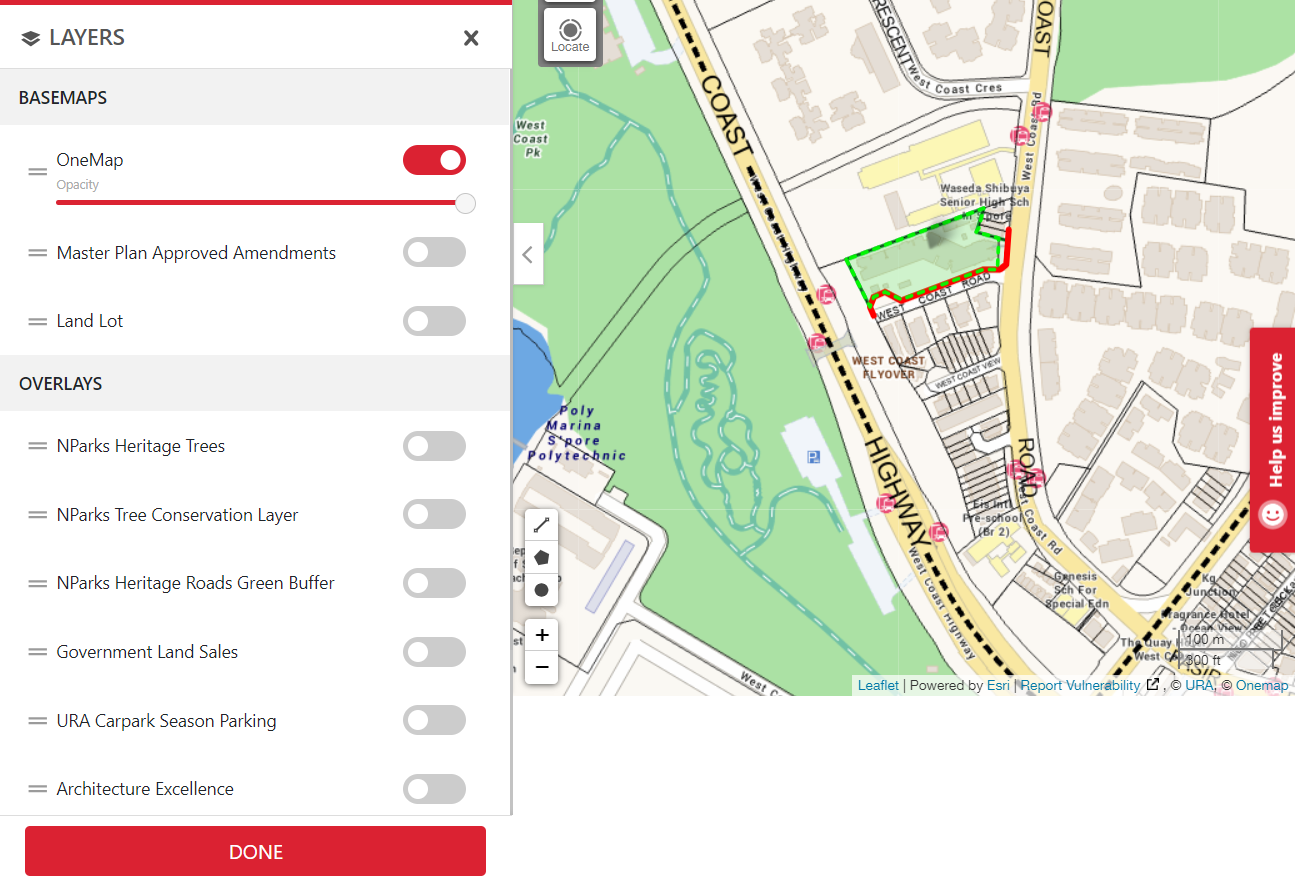 LAYERS
BASEMAPS
OneMap
Opacity
Master Plan Approved Amendments
Land Lot
OVERLAYS
NParks Heritage Trees
NParks Tree Conservation Layer
NParks Heritage Roads Green Buffer
Government Land Sales
URA Carpark Season Parking
Architecture Excellence
DONE
Locate
CRESCENT
COAST
West Coast Cres
West Coast Rd
West
Coast
Pk
COAST
Waseda Shibuya
Senior High Sch
In S'pore
WEST COAST ROAD
WEST COAST
FLYOVER
WEST COAST VIEW
Poly
Marina
S'pore
Polytechnic
HIGHWAY
ROAD
West Coast Rd
Eis Intl
Pre-school
(Br 2)
Genesis
Sch For
Special Edn
Kg
Junction
Fragrance Hotel
- Ocean View
The Quay
West Co
West Coast Highway
West C
100 m
300 ft
Help us improve
+
−
Leaflet | Powered by Esri | Report Vulnerability , © URA, © Onemap